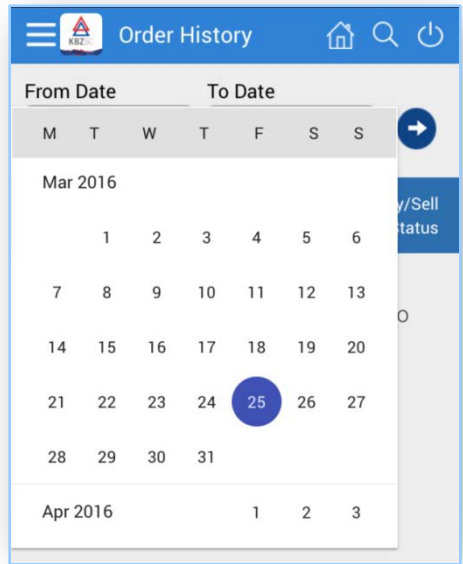 KBZSC Order History
From Date To Date
M T W T F S S
Mar 2016
y/Sell
1 2 3 4 5 6
tatus
7 8 9 10 11 12 13
O
14 15 16 17 18 19 20
21 22 23 24 25 26 27
28 29 30 31
Apr 2016 1 2 3